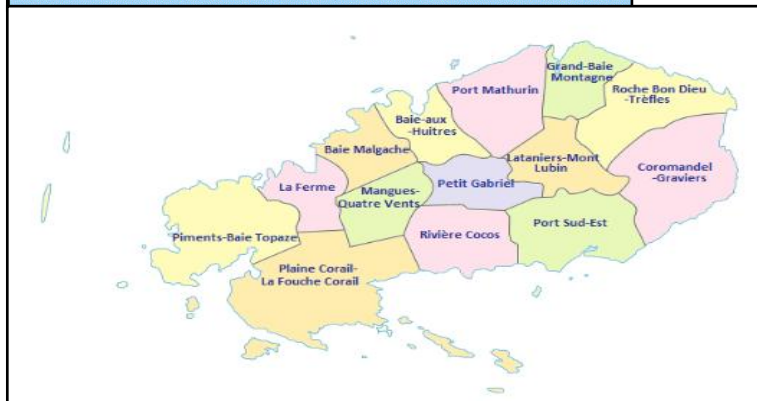 Grand-Baie
Montagne
Port Mathurin
Roche Bon Dieu
-Trèfles
Baie-aux
-Huitres
Baie Malgache
Lataniers-Mont
Lubin
Coromandel
-Graviers
La Ferme
Mangues-
Quatre Vents
Petit Gabriel
Piments-Baie Topaze
Rivière Cocos
Port Sud-Est
Plaine Corail-
La Fouche Corail